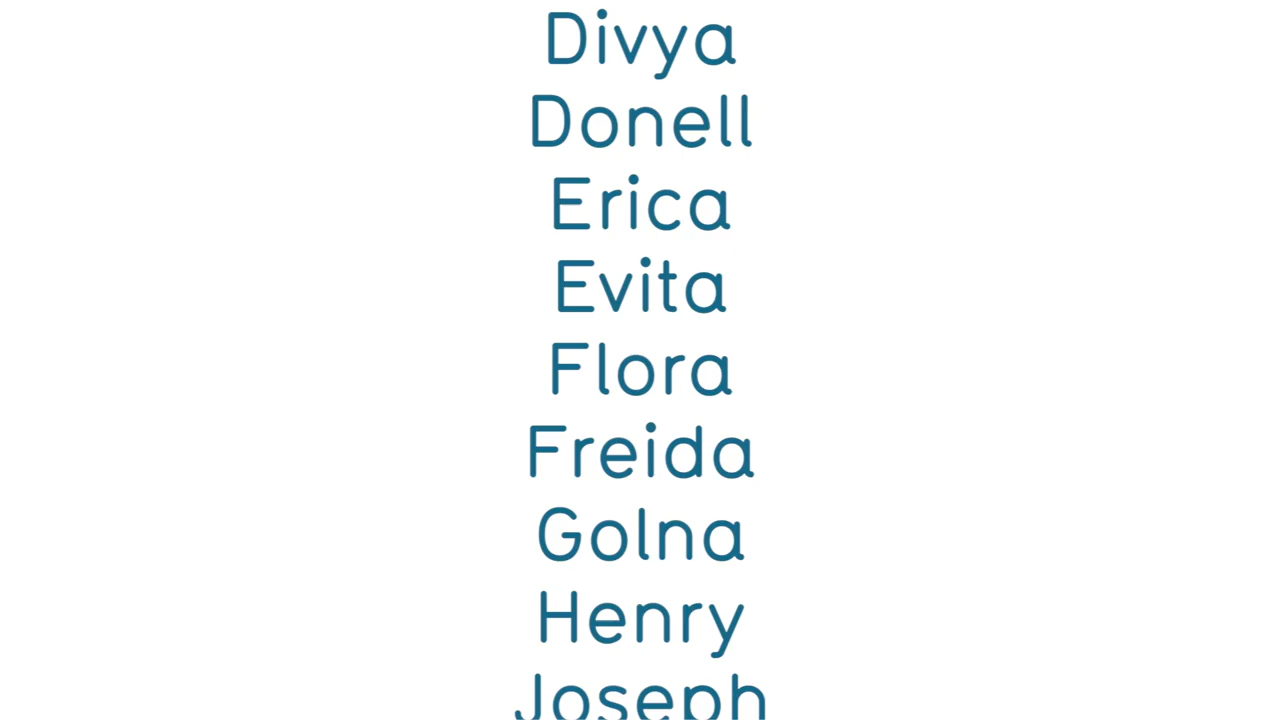 Divya
Donell
Erica
Evita
Flora
Freida
Golna
Henry
Joseph